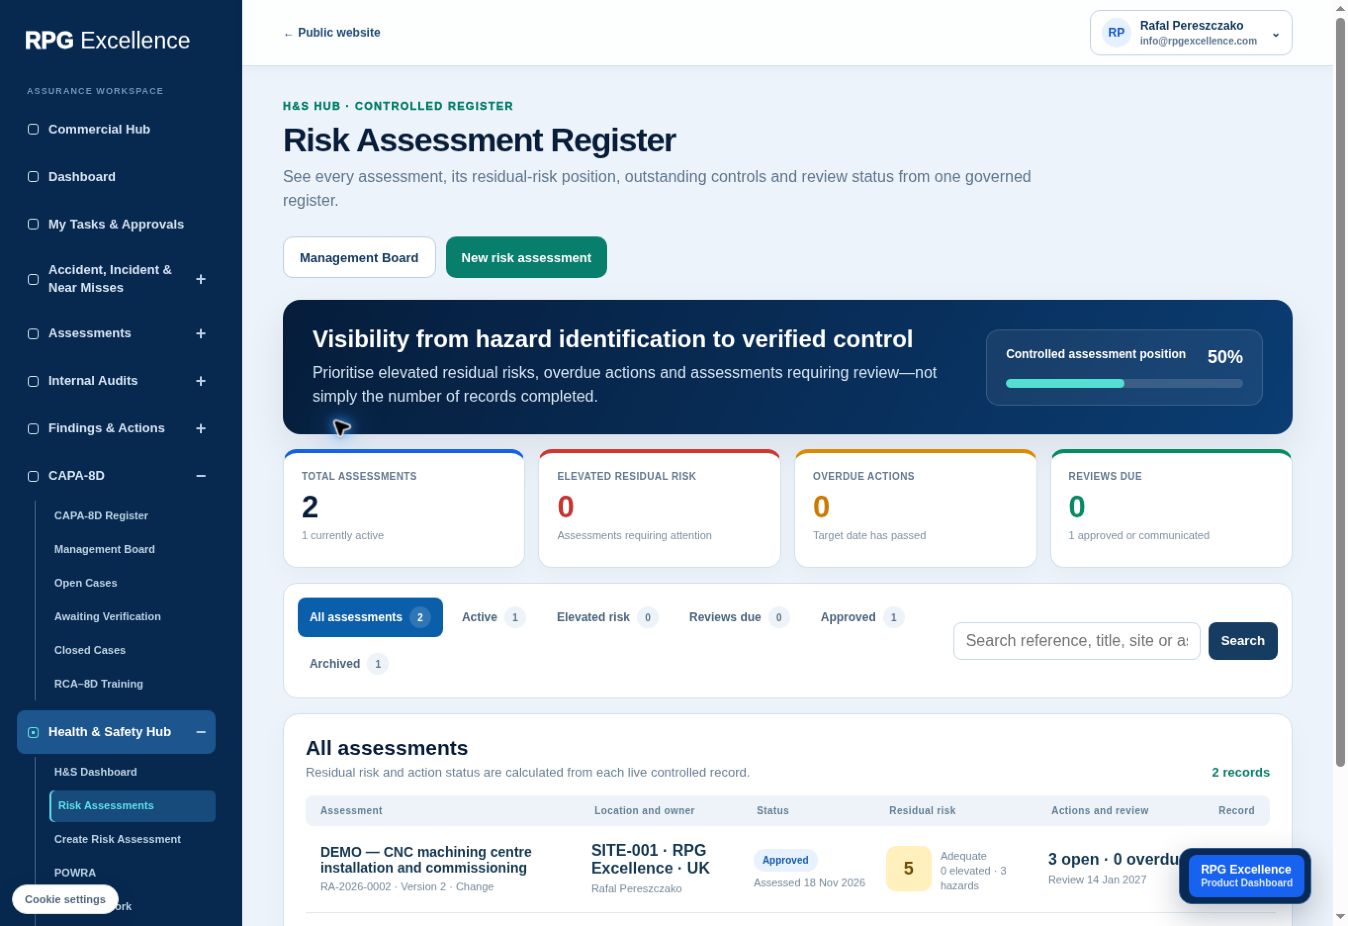 RPG Excellence
ASSURANCE WORKSPACE
Commercial Hub
Dashboard
My Tasks & Approvals
Accident, Incident &
Near Misses
+
Assessments +
Internal Audits +
Findings & Actions +
CAPA-8D −
CAPA-8D Register
Management Board
Open Cases
Awaiting Verification
Closed Cases
RCA–8D Training
Health & Safety Hub −
H&S Dashboard
Risk Assessments
Create Risk Assessment
POWRA
ork
Cookie settings
← Public website
RP
Rafal Pereszczako
info@rpgexcellence.com
H&S HUB · CONTROLLED REGISTER
Risk Assessment Register
See every assessment, its residual-risk position, outstanding controls and review status from one governed
register.
Management Board
New risk assessment
Visibility from hazard identification to verified control
Prioritise elevated residual risks, overdue actions and assessments requiring review—not
simply the number of records completed.
Controlled assessment position 50%
TOTAL ASSESSMENTS
2
1 currently active
ELEVATED RESIDUAL RISK
0
Assessments requiring attention
OVERDUE ACTIONS
0
Target date has passed
REVIEWS DUE
0
1 approved or communicated
All assessments 2
Active 1
Elevated risk 0
Reviews due 0
Approved 1
Archived 1
Search reference, title, site or as
Search
All assessments
Residual risk and action status are calculated from each live controlled record.
2 records
Assessment Location and owner Status Residual risk Actions and review Record
DEMO — CNC machining centre
installation and commissioning
RA-2026-0002 · Version 2 · Change
SITE-001 · RPG
Excellence · UK
Rafal Pereszczako
Approved
Assessed 18 Nov 2026
5
Adequate
0 elevated · 3
hazards
3 open · 0 overdu
Review 14 Jan 2027
RPG Excellence
Product Dashboard